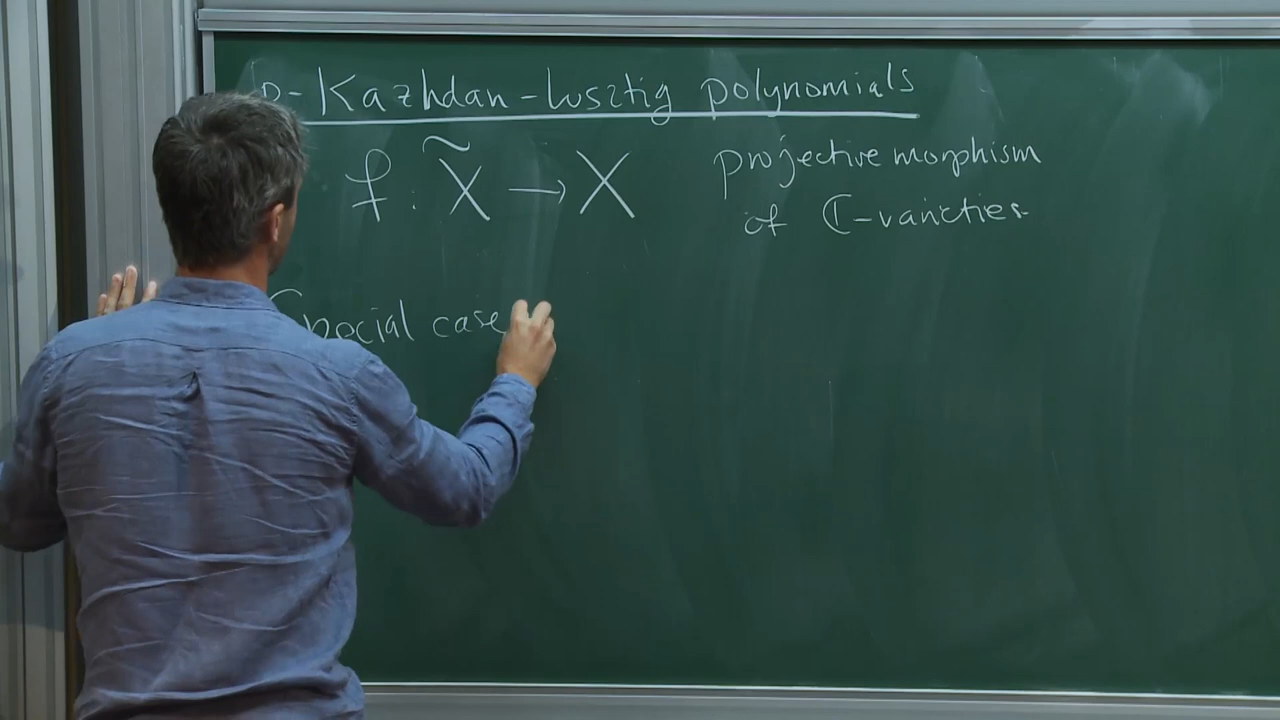 p-Kazhdan-Lusztig polynomials
f: X̃ → X projective morphism
of ℂ-varieties.
Special case